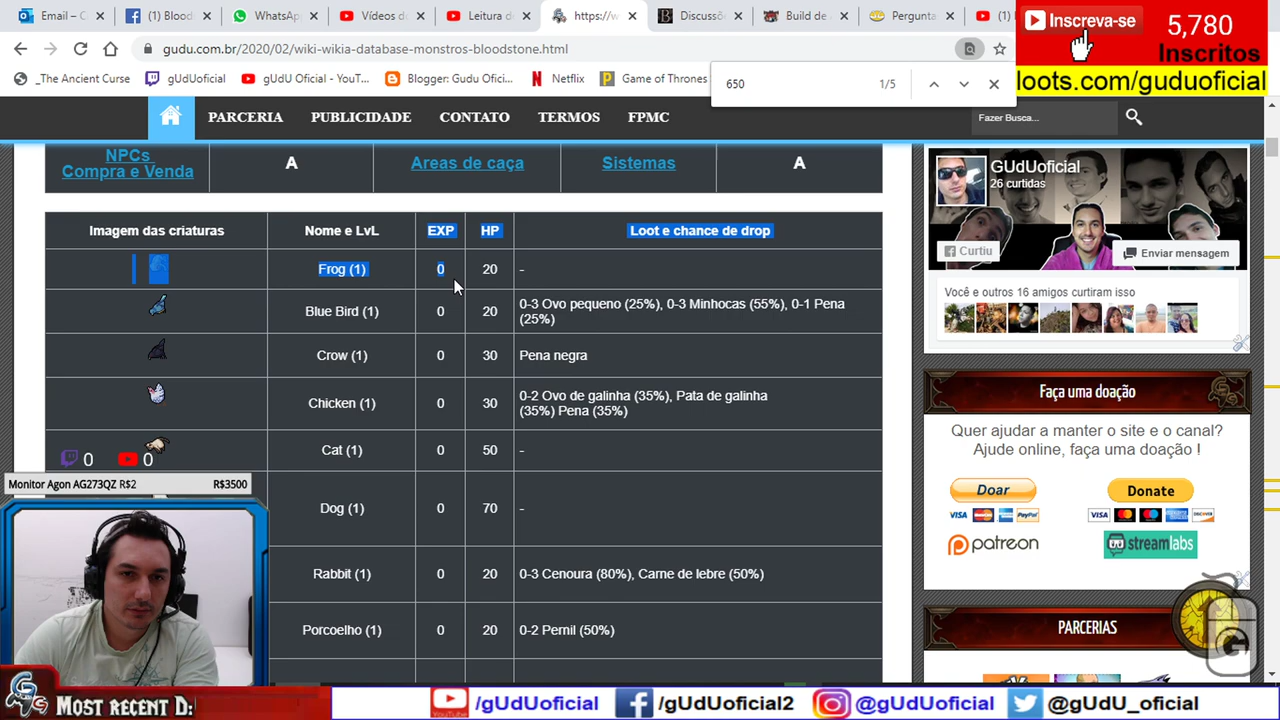 Email – C
(1) Blood
WhatsAp
Vídeos d
Leitura d
https://w
Discussõ
Build de
Pergunta
(1)
gudu.com.br/2020/02/wiki-wikia-database-monstros-bloodstone.html
_The Ancient Curse
gUdUoficial
gUdU Oficial - YouT...
Blogger: Gudu Ofici...
Netflix
Game of Thrones
650
1/5
Inscreva-se
5,780
Inscritos
loots.com/guduoficial
PARCERIA
PUBLICIDADE
CONTATO
TERMOS
FPMC
Fazer Busca...
NPCs
Compra e Venda
A
Areas de caça
Sistemas
A
Imagem das criaturas
Nome e LvL
EXP
HP
Loot e chance de drop
Frog (1)
0
20
-
Blue Bird (1)
0
20
0-3 Ovo pequeno (25%), 0-3 Minhocas (55%), 0-1 Pena
(25%)
Crow (1)
0
30
Pena negra
Chicken (1)
0
30
0-2 Ovo de galinha (35%), Pata de galinha
(35%) Pena (35%)
Cat (1)
0
50
-
Dog (1)
0
70
-
Rabbit (1)
0
20
0-3 Cenoura (80%), Carne de lebre (50%)
Porcoelho (1)
0
20
0-2 Pernil (50%)
0
0
Monitor Agon AG273QZ R$2
R$3500
GUdUoficial
26 curtidas
Curtiu
Enviar mensagem
Você e outros 16 amigos curtiram isso
Faça uma doação
Quer ajudar a manter o site e o canal?
Ajude online, faça uma doação !
Doar
Donate
VISA
PayPal
VISA
VISA
DISCOVER
patreon
streamlabs
PARCERIAS
Most recent D:
/gUdUoficial
/gUdUoficial2
@gUdUoficial
@gUdU_oficial